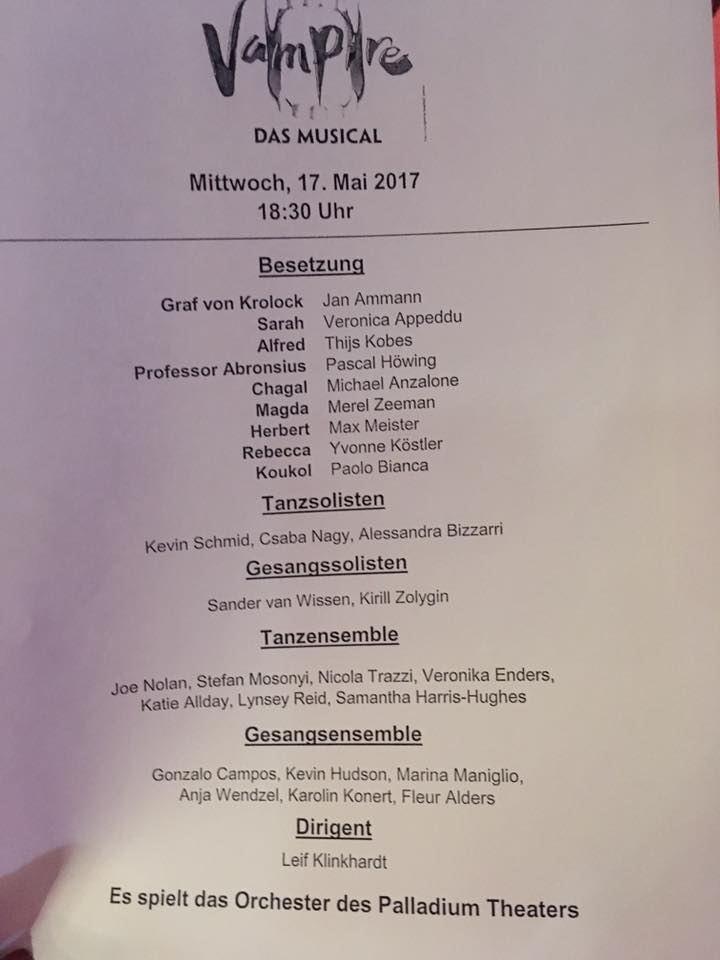 Vampire
DAS MUSICAL
Mittwoch, 17. Mai 2017
18:30 Uhr
Besetzung
Graf von Krolock Jan Ammann
Sarah Veronica Appeddu
Alfred Thijs Kobes
Professor Abronsius Pascal Höwing
Chagal Michael Anzalone
Magda Merel Zeeman
Herbert Max Meister
Rebecca Yvonne Köstler
Koukol Paolo Bianca
Tanzsolisten
Kevin Schmid, Csaba Nagy, Alessandra Bizzarri
Gesangssolisten
Sander van Wissen, Kirill Zolygin
Tanzensemble
Joe Nolan, Stefan Mosonyi, Nicola Trazzi, Veronika Enders,
Katie Allday, Lynsey Reid, Samantha Harris-Hughes
Gesangsensemble
Gonzalo Campos, Kevin Hudson, Marina Maniglio,
Anja Wendzel, Karolin Konert, Fleur Alders
Dirigent
Leif Klinkhardt
Es spielt das Orchester des Palladium Theaters